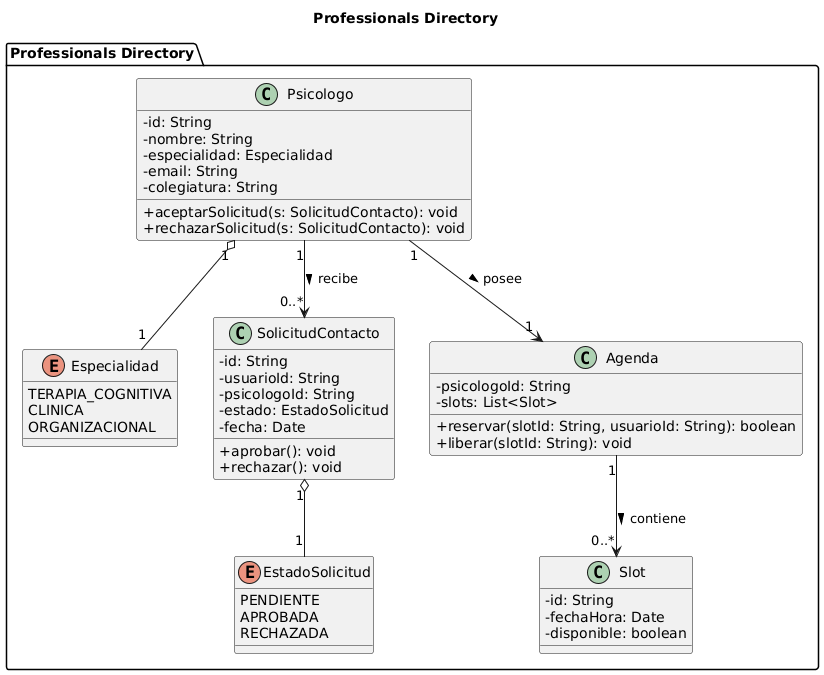 Professionals Directory
Professionals Directory
C Psicologo
-id: String
-nombre: String
-especialidad: Especialidad
-email: String
-colegiatura: String
+aceptarSolicitud(s: SolicitudContacto): void
+rechazarSolicitud(s: SolicitudContacto): void
1
1
1
recibe
posee
0..*
1
1
E Especialidad
TERAPIA_COGNITIVA
CLINICA
ORGANIZACIONAL
C SolicitudContacto
-id: String
-usuarioId: String
-psicologoId: String
-estado: EstadoSolicitud
-fecha: Date
+aprobar(): void
+rechazar(): void
C Agenda
-psicologoId: String
-slots: List<Slot>
+reservar(slotId: String, usuarioId: String): boolean
+liberar(slotId: String): void
1
1
contiene
1
0..*
E EstadoSolicitud
PENDIENTE
APROBADA
RECHAZADA
C Slot
-id: String
-fechaHora: Date
-disponible: boolean